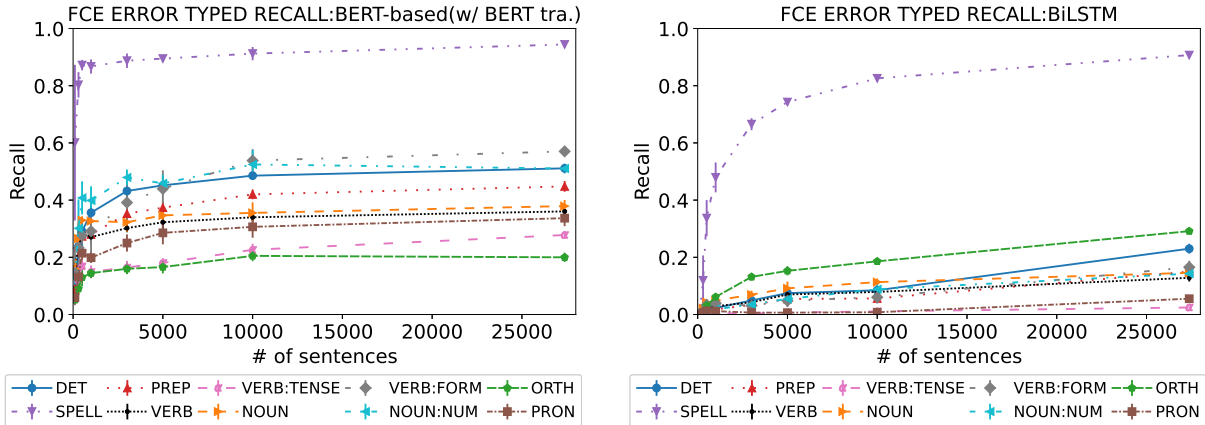 FCE ERROR TYPED RECALL:BERT-based(w/ BERT tra.)
1.0
0.8
0.6
0.4
0.2
0.0
Recall
0 5000 10000 15000 20000 25000
# of sentences
DET PREP VERB:TENSE VERB:FORM ORTH
SPELL VERB NOUN NOUN:NUM PRON
FCE ERROR TYPED RECALL:BiLSTM
1.0
0.8
0.6
0.4
0.2
0.0
Recall
0 5000 10000 15000 20000 25000
# of sentences
DET PREP VERB:TENSE VERB:FORM ORTH
SPELL VERB NOUN NOUN:NUM PRON